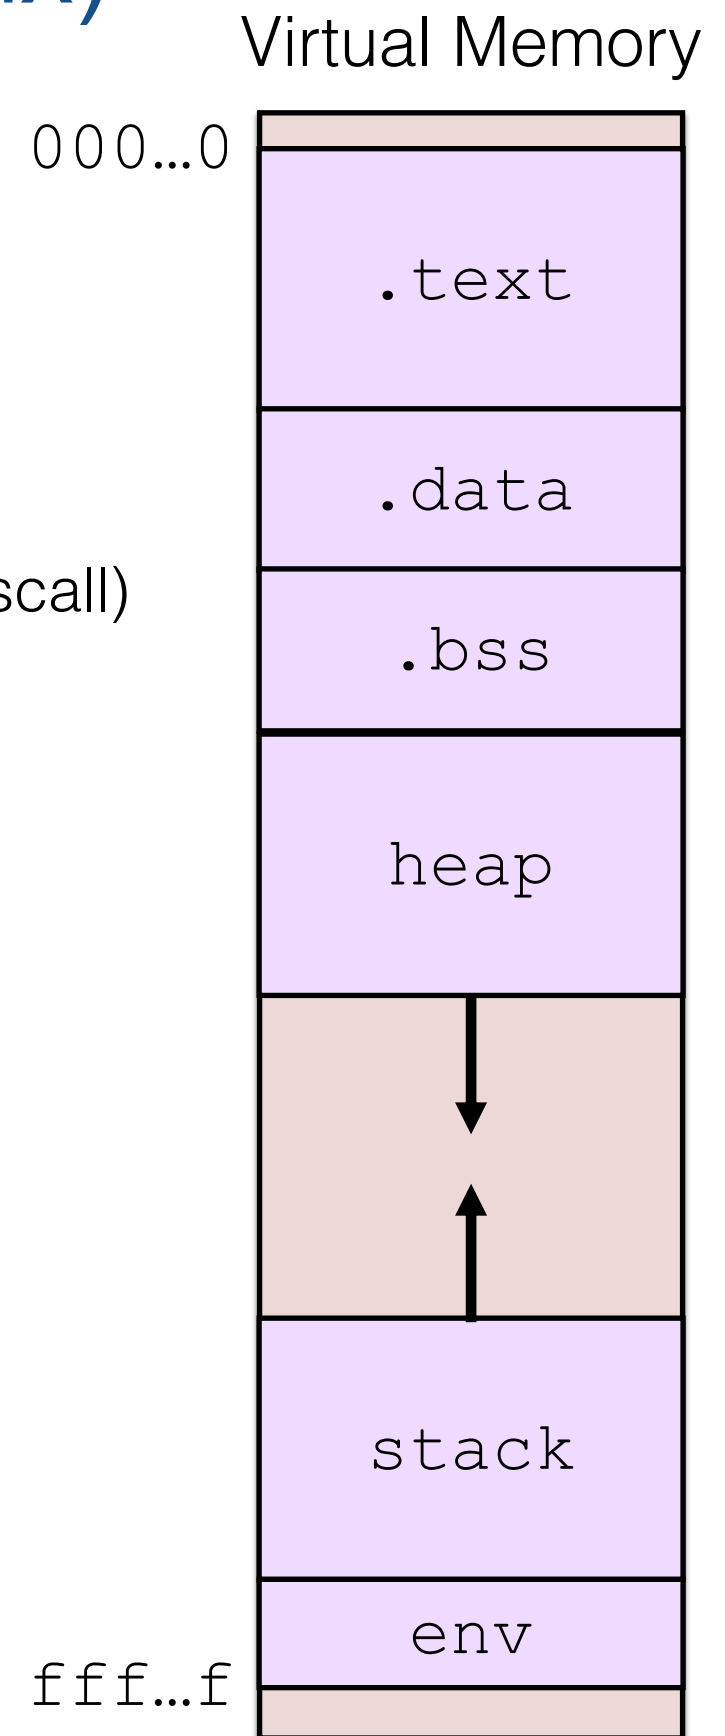 Virtual Memory
000…0
.text
.data
scall)
.bss
heap
stack
env
fff…f